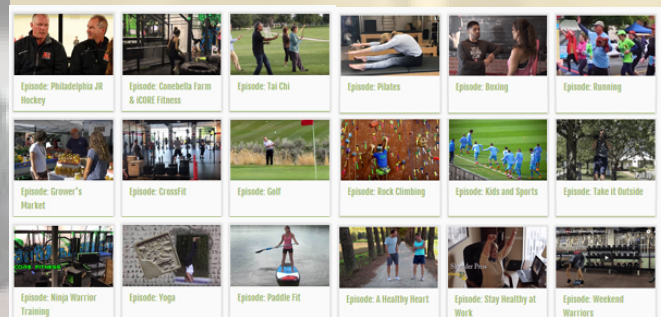 Episode: Philadelphia JR
Hockey
Episode: Conebella Farm
& iCORE Fitness
Episode: Tai Chi
Episode: Pilates
Episode: Boxing
Episode: Running
Episode: Grower's
Market
Episode: CrossFit
Episode: Golf
Episode: Rock Climbing
Episode: Kids and Sports
Episode: Take it Outside
CORE FITNESS
Episode: Ninja Warrior
Training
Episode: Yoga
Episode: Paddle Fit
Episode: A Healthy Heart
Episode: Stay Healthy at
Work
Episode: Weekend
Warriors